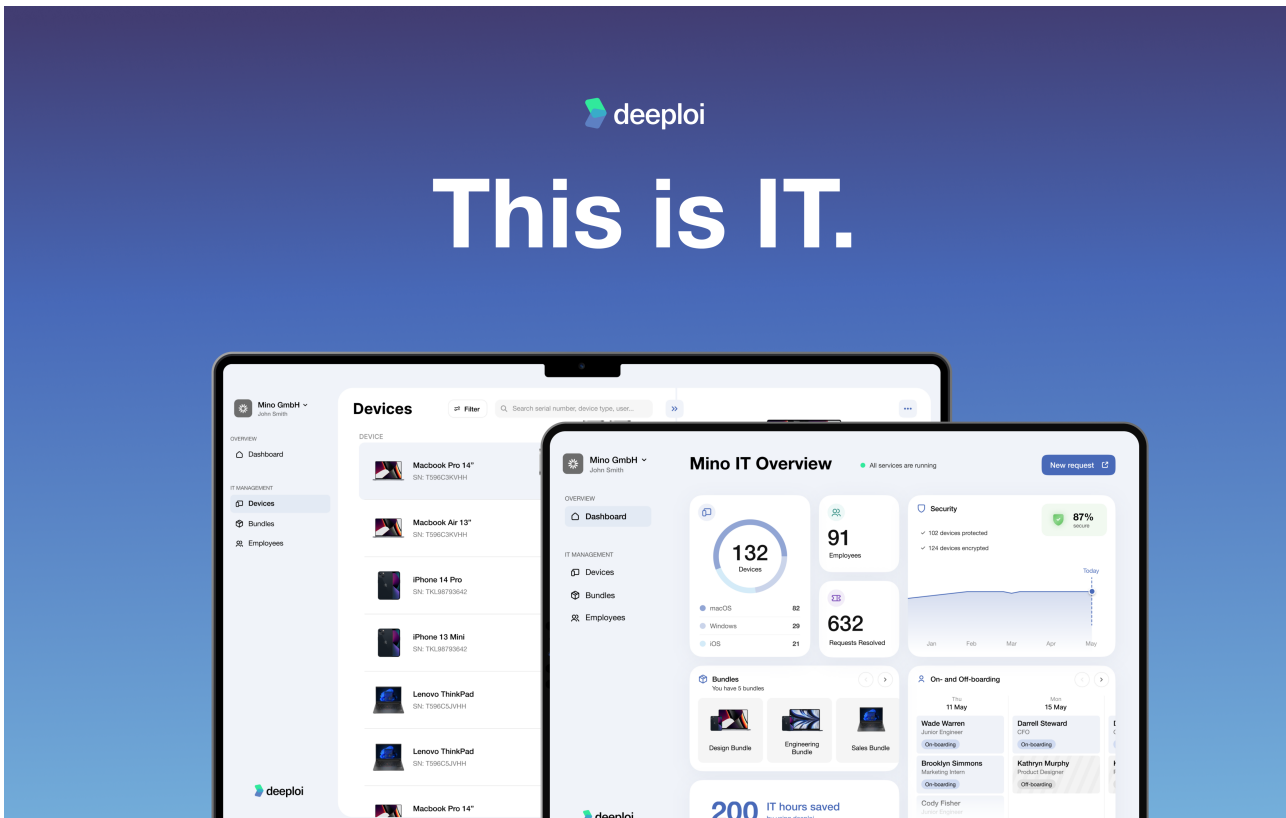 deeploi
This is IT.
Mino GmbH
John Smith
OVERVIEW
Dashboard
IT MANAGEMENT
Devices
Bundles
Employees
deeploi
Devices
Filter
Search serial number, device type, user...
DEVICE
Macbook Pro 14"
SN: T596C3KVHH
Macbook Air 13"
SN: T596C3KVHH
iPhone 14 Pro
SN: TKL98793642
iPhone 13 Mini
SN: TKL98793642
Lenovo ThinkPad
SN: T596C5JVHH
Lenovo ThinkPad
SN: T596C5JVHH
Macbook Pro 14"
Mino GmbH
John Smith
OVERVIEW
Dashboard
IT MANAGEMENT
Devices
Bundles
Employees
deeploi
Mino IT Overview
All services are running
New request
132
Devices
macOS 82
Windows 29
iOS 21
91
Employees
632
Requests Resolved
Security
102 devices protected
124 devices encrypted
87%
secure
Today
Jan Feb Mar Apr May
Bundles
You have 5 bundles
Design Bundle
Engineering
Bundle
Sales Bundle
On- and Off-boarding
Thu
11 May
Wade Warren
Junior Engineer
On-boarding
Brooklyn Simmons
Marketing Intern
On-boarding
Cody Fisher
Junior Engineer
Mon
15 May
Darrell Steward
CFO
On-boarding
Kathryn Murphy
Product Designer
Off-boarding
200
IT hours saved
by using deeploi